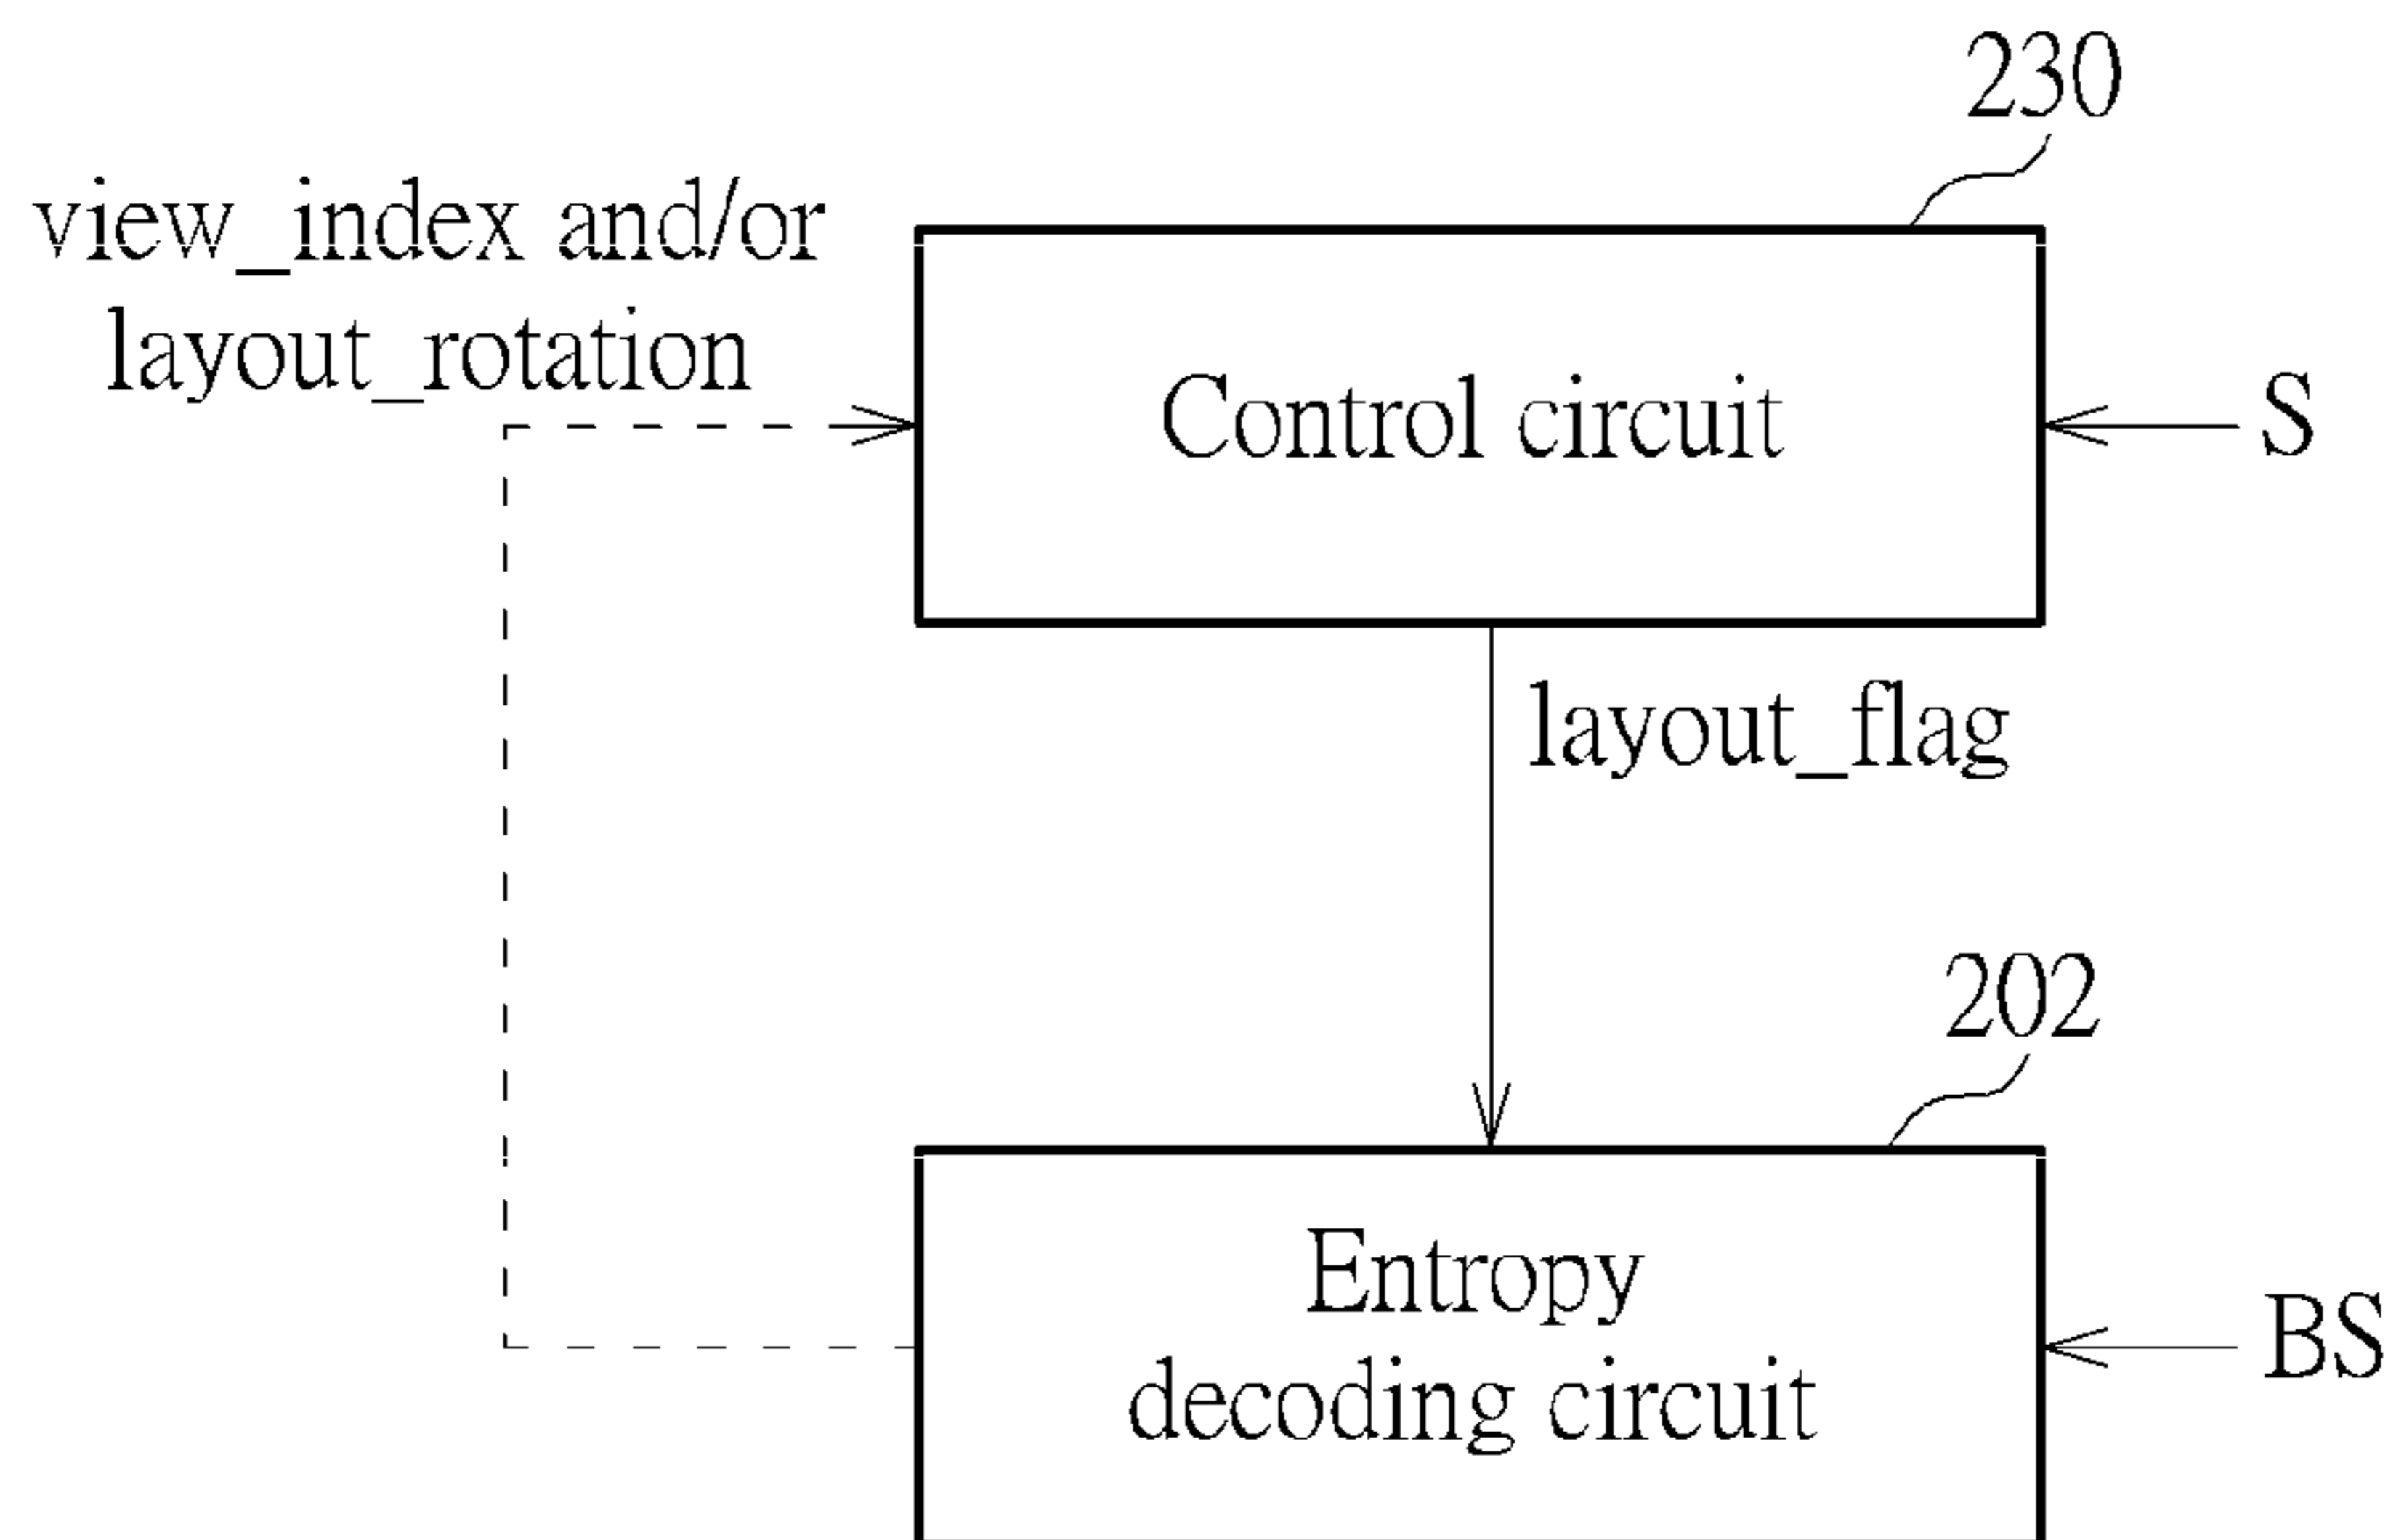 230
view_index and/or
layout_rotation
Control circuit
S
layout_flag
202
Entropy
decoding circuit
BS